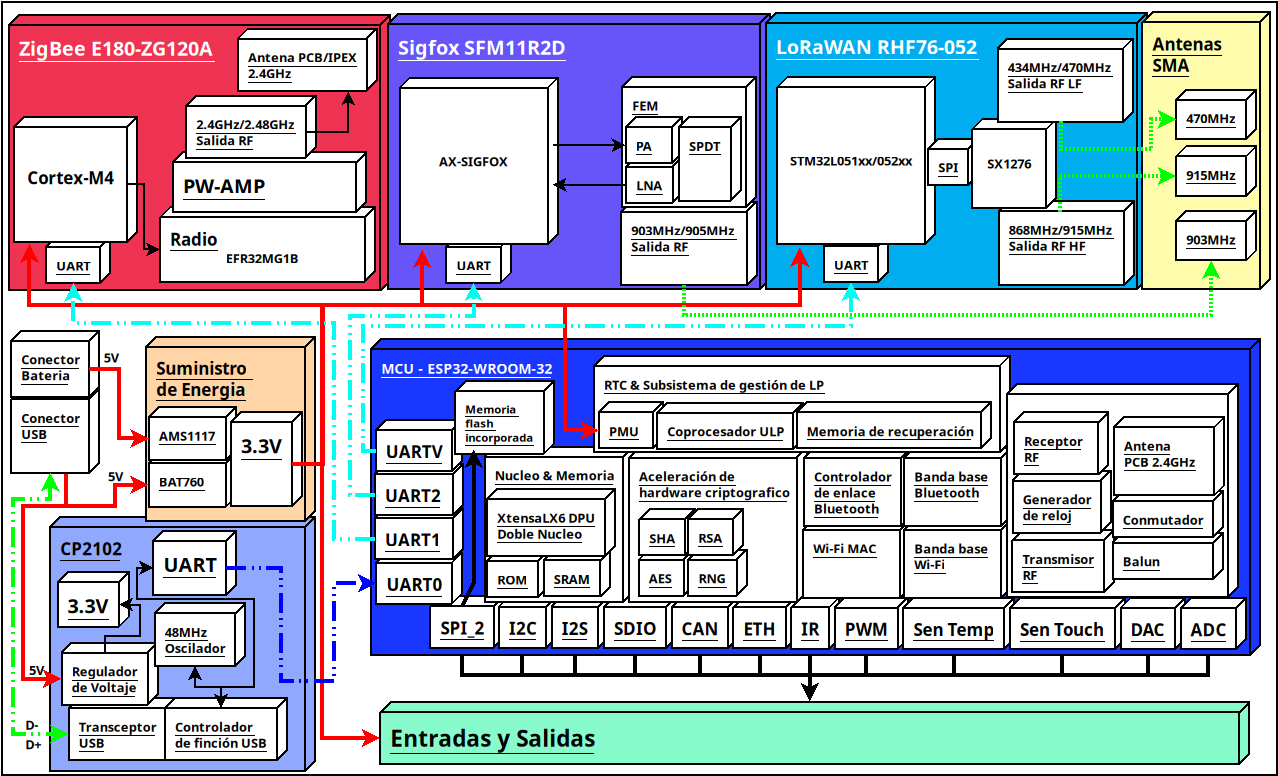 ZigBee E180-ZG120A
Antena PCB/IPEX
2.4GHz
2.4GHz/2.48GHz
Salida RF
Cortex-M4
PW-AMP
Radio
EFR32MG1B
UART
Sigfox SFM11R2D
AX-SIGFOX
FEM
PA
SPDT
LNA
903MHz/905MHz
Salida RF
UART
LoRaWAN RHF76-052
434MHz/470MHz
Salida RF LF
STM32L051xx/052xx
SPI
SX1276
868MHz/915MHz
Salida RF HF
UART
Antenas
SMA
470MHz
915MHz
903MHz
Conector
Bateria
5V
Conector
USB
5V
Suministro
de Energia
AMS1117
3.3V
BAT760
CP2102
UART
3.3V
48MHz
Oscilador
5V
Regulador
de Voltaje
D-
D+
Transceptor
USB
Controlador
de finción USB
MCU - ESP32-WROOM-32
Memoria
flash
incorporada
RTC & Subsistema de gestión de LP
PMU
Coprocesador ULP
Memoria de recuperación
UARTV
UART2
UART1
UART0
Nucleo & Memoria
XtensaLX6 DPU
Doble Nucleo
ROM
SRAM
Aceleración de
hardware criptografico
SHA
RSA
AES
RNG
Controlador
de enlace
Bluetooth
Banda base
Bluetooth
Wi-Fi MAC
Banda base
Wi-Fi
Receptor
RF
Antena
PCB 2.4GHz
Generador
de reloj
Conmutador
Transmisor
RF
Balun
SPI_2
I2C
I2S
SDIO
CAN
ETH
IR
PWM
Sen Temp
Sen Touch
DAC
ADC
Entradas y Salidas